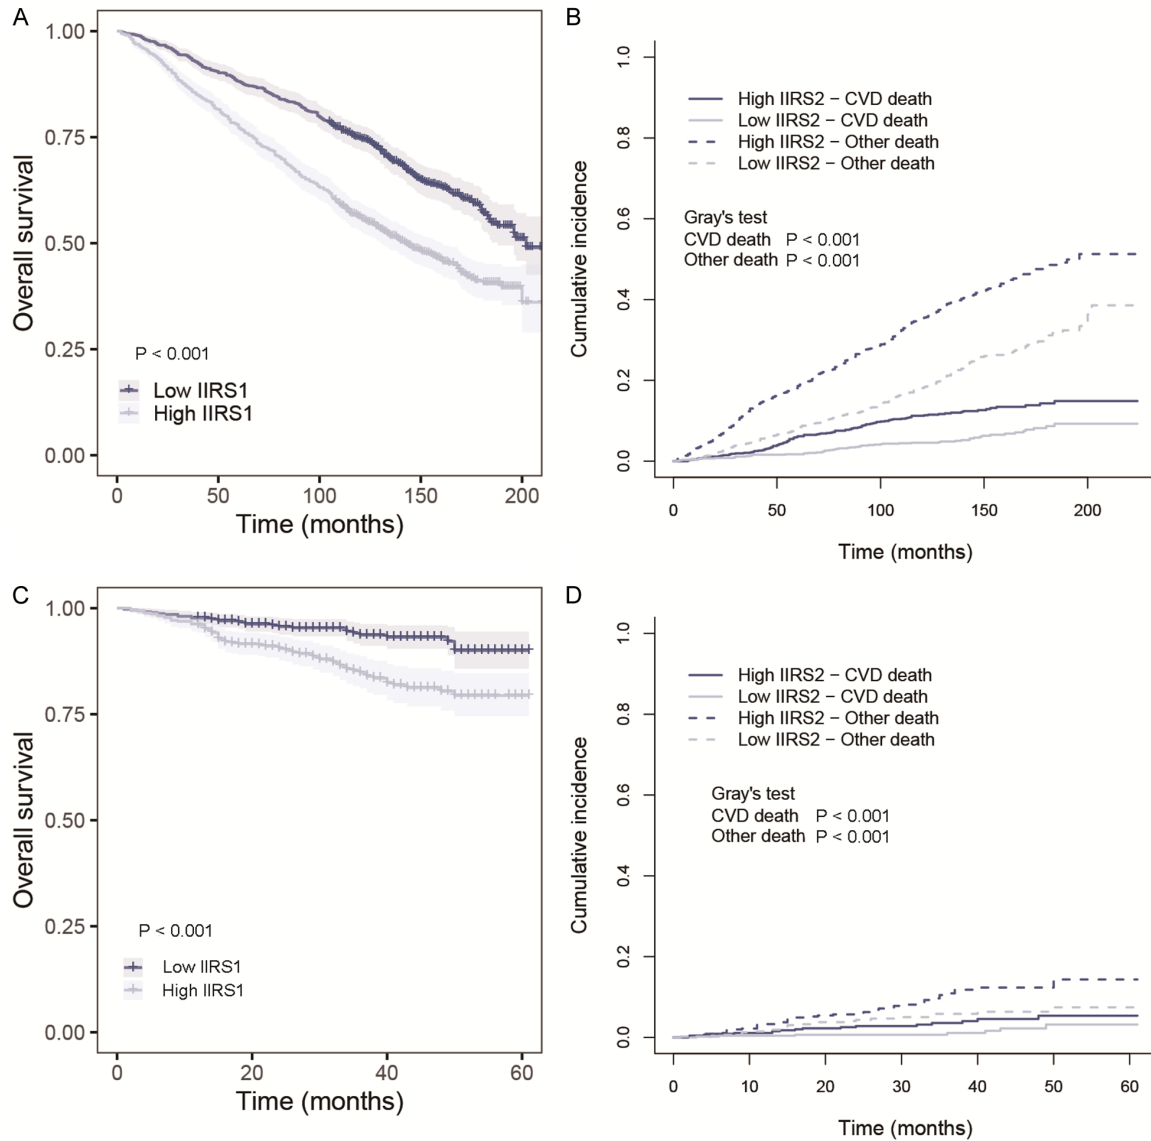 A
1.00
0.75
0.50
0.25
0.00
Overall survival
P < 0.001
Low IIRS1
High IIRS1
0 50 100 150 200
Time (months)
B
1.0
0.8
0.6
0.4
0.2
0.0
Cumulative incidence
High IIRS2 − CVD death
Low IIRS2 − CVD death
High IIRS2 − Other death
Low IIRS2 − Other death
Gray's test
CVD death P < 0.001
Other death P < 0.001
0 50 100 150 200
Time (months)
C
1.00
0.75
0.50
0.25
0.00
Overall survival
P < 0.001
Low IIRS1
High IIRS1
0 20 40 60
Time (months)
D
1.0
0.8
0.6
0.4
0.2
0.0
Cumulative incidence
High IIRS2 − CVD death
Low IIRS2 − CVD death
High IIRS2 − Other death
Low IIRS2 − Other death
Gray's test
CVD death P < 0.001
Other death P < 0.001
0 10 20 30 40 50 60
Time (months)